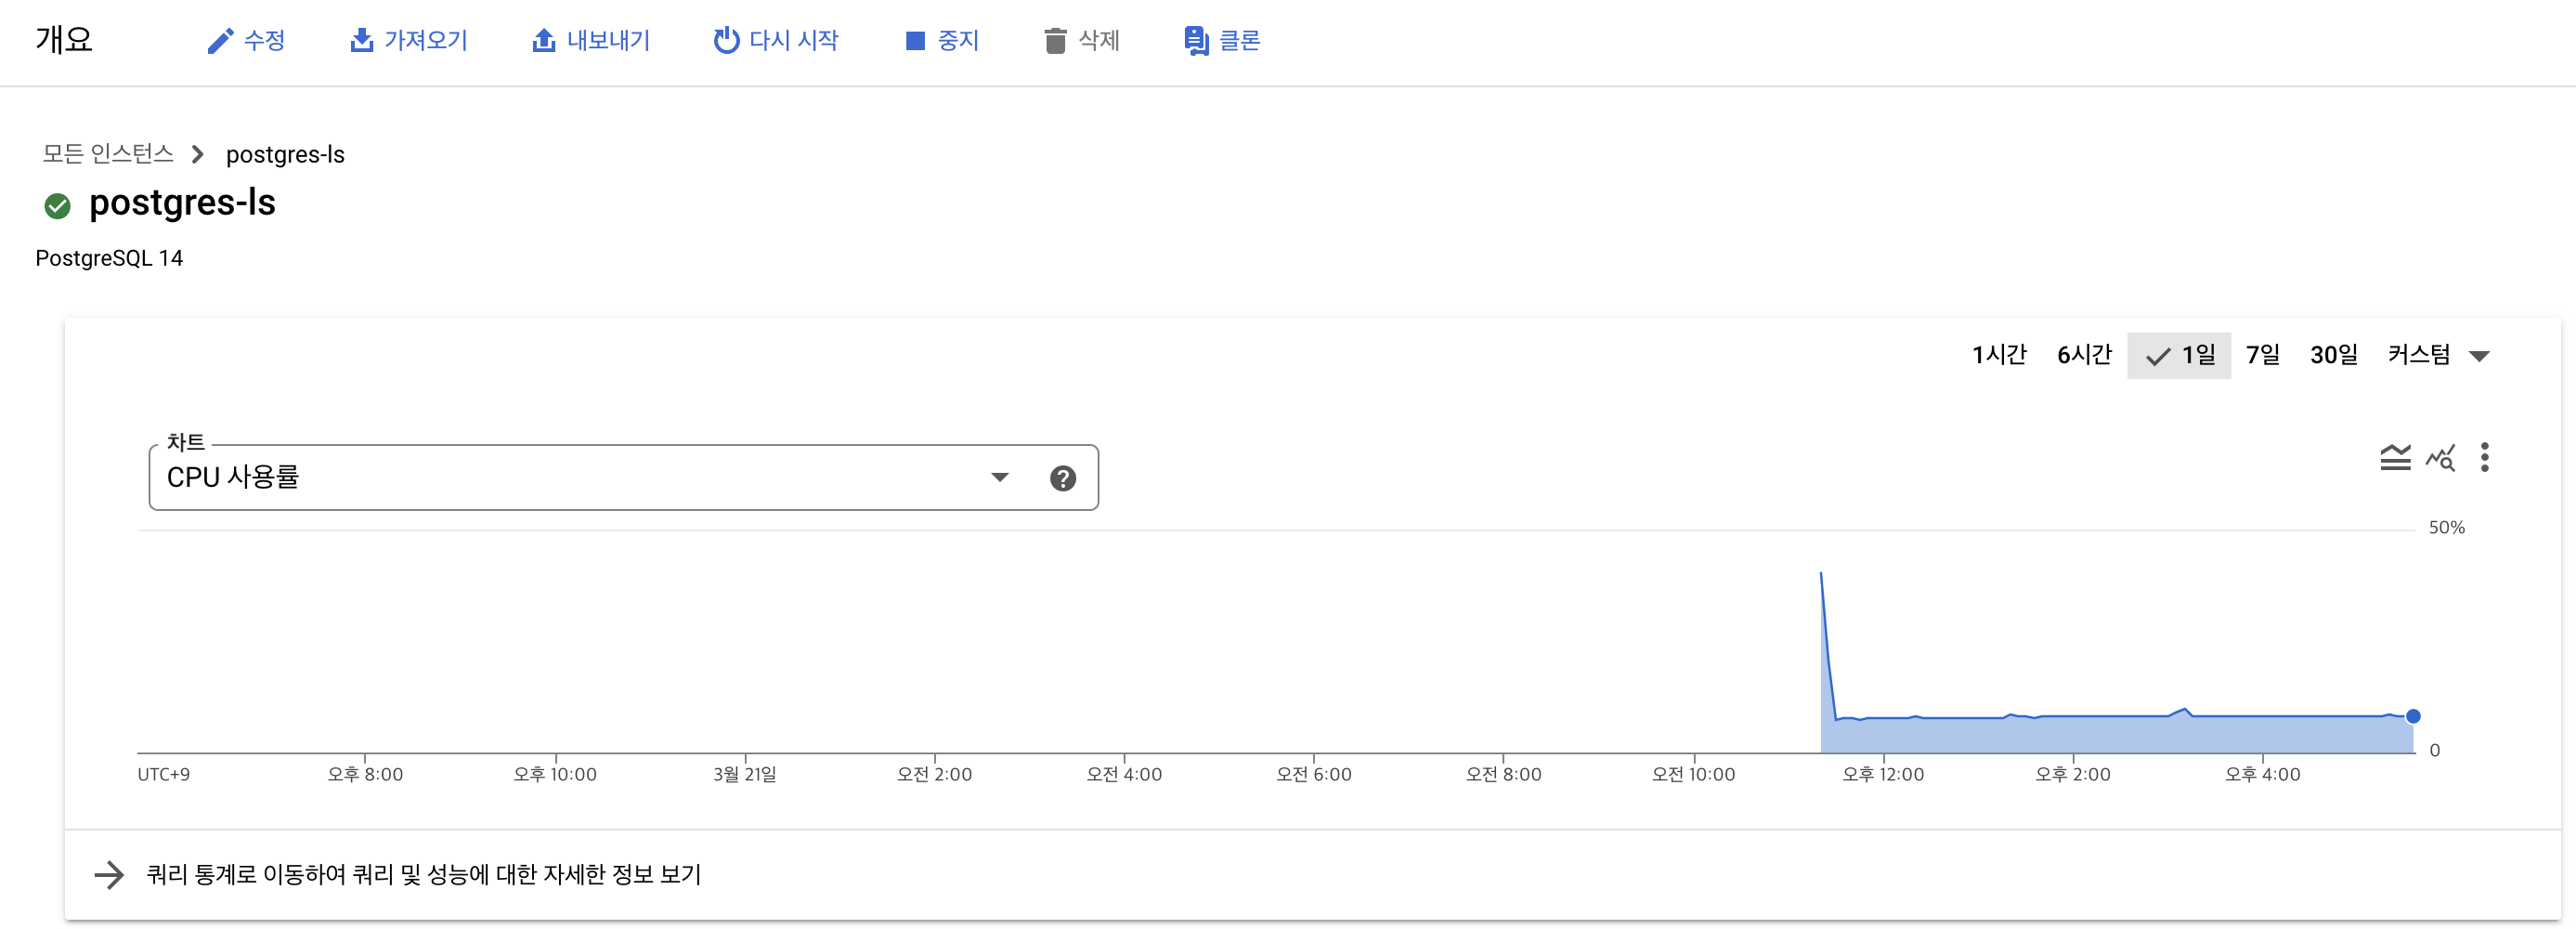 개요 수정 가져오기 내보내기 다시 시작 중지 삭제 클론
모든 인스턴스 postgres-ls
postgres-ls
PostgreSQL 14
1시간 6시간 1일 7일 30일 커스텀
차트
CPU 사용률
50%
0
UTC+9 오후 8:00 오후 10:00 3월 21일 오전 2:00 오전 4:00 오전 6:00 오전 8:00 오전 10:00 오후 12:00 오후 2:00 오후 4:00
쿼리 통계로 이동하여 쿼리 및 성능에 대한 자세한 정보 보기